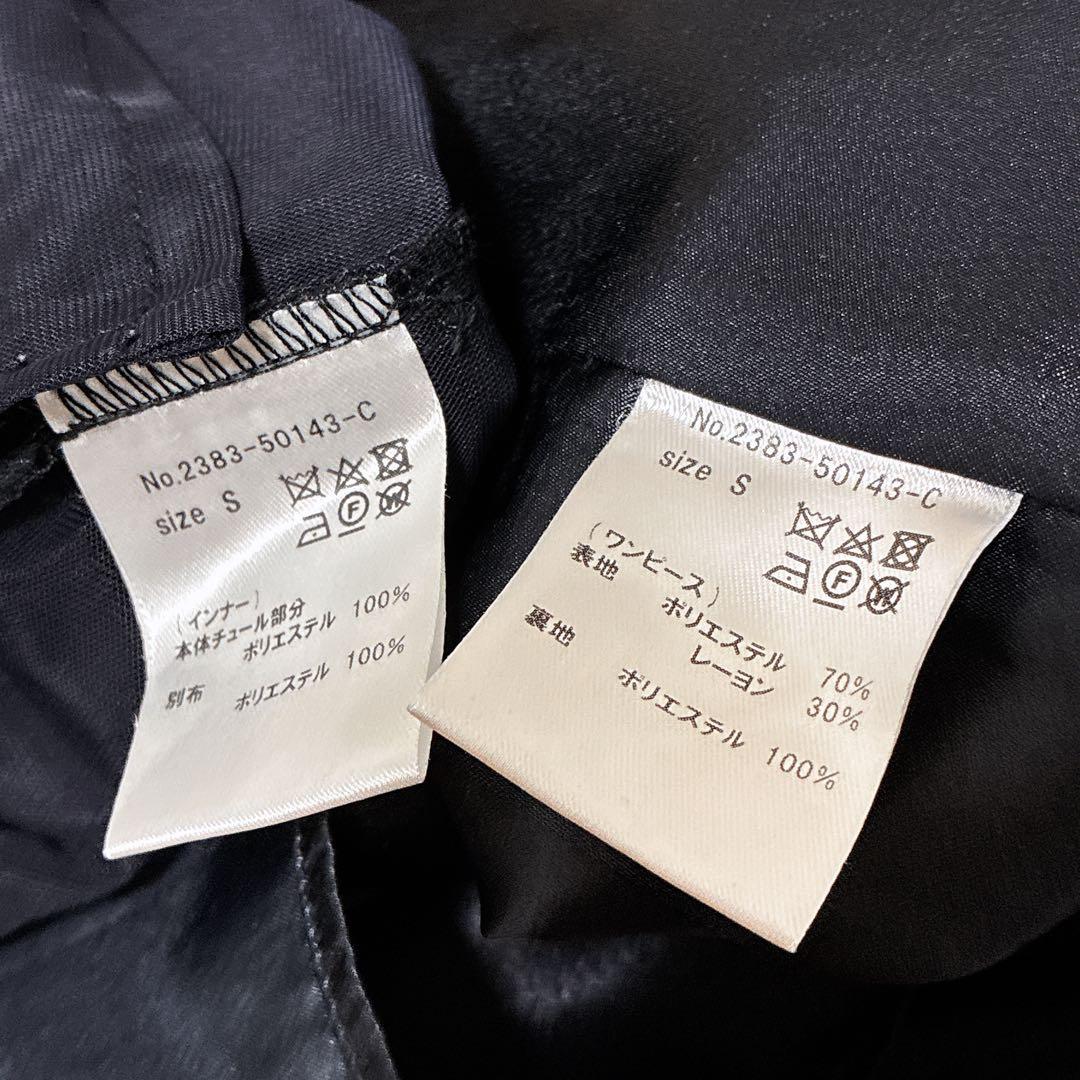 No.2383-50143-C
size S
(インナー)
本体チュール部分
ポリエステル 100%
別布
ポリエステル 100%
No.2383-50143-C
size S
F
W
(ワンピース)
表地
ポリエステル 70%
レーヨン 30%
裏地
ポリエステル 100%